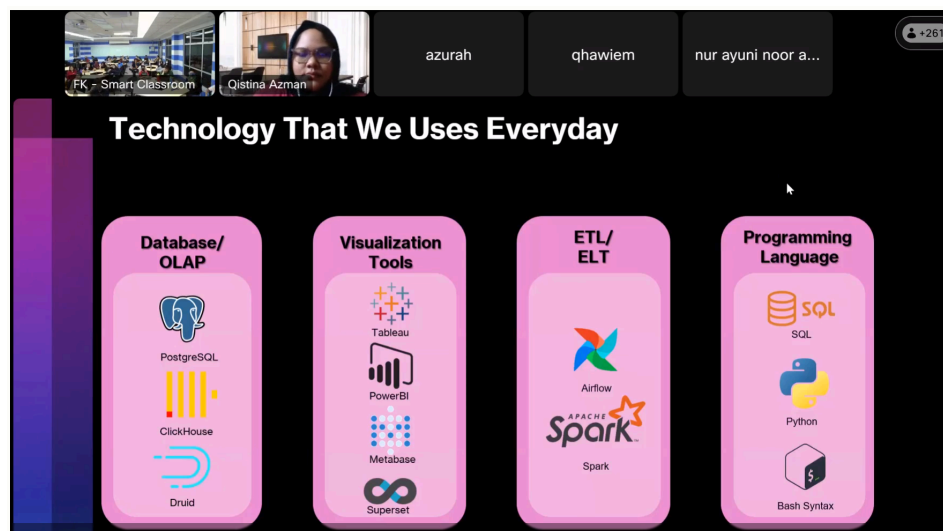 FK - Smart Classroom
Qistina Azman
azurah
qhawiem
nur ayuni noor a...
+261
Technology That We Uses Everyday
Database/
OLAP
PostgreSQL
ClickHouse
Druid
Visualization
Tools
Tableau
PowerBI
Metabase
Superset
ETL/
ELT
Airflow
APACHE
Spark
Spark
Programming
Language
SQL
SQL
Python
$_
Bash Syntax